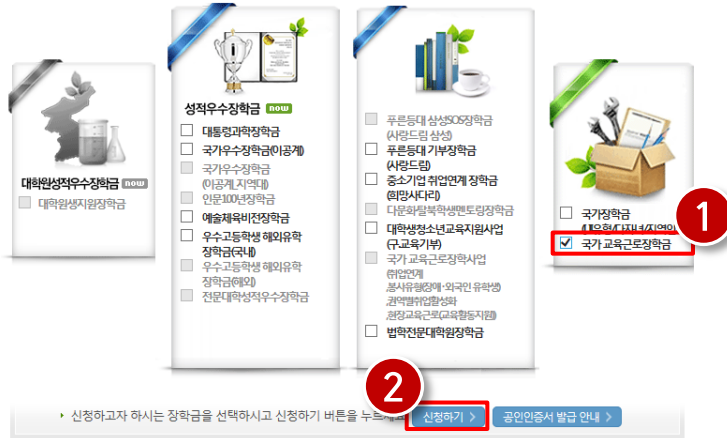 대학원성적우수장학금 now
대학원생지원장학금
성적우수장학금 now
대통령과학장학금
국가우수장학금(이공계)
국가우수장학금
(이공계_지역대)
인문100년장학금
예술체육비전장학금
우수고등학생 해외유학
장학금(국내)
우수고등학생 해외유학
장학금(해외)
전문대학성적우수장학금
푸른등대 삼성SOS장학금
(사랑드림 삼성)
푸른등대 기부장학금
(사랑드림)
중소기업 취업연계 장학금
(희망사다리)
다문화탈북학생멘토링장학금
대학생청소년교육지원사업
(구.교육기부)
국가 교육근로장학사업
(취업연계
,봉사유형(장애·외국인 유학생)
,권역별취업활성화
,현장교육근로(교육활동지원))
법학전문대학원장학금
국가장학금
(I,II유형/다자녀/지역인
1
국가 교육근로장학금
2
신청하고자 하시는 장학금을 선택하시고 신청하기 버튼을 누르세요
신청하기 >
공인인증서 발급 안내 >